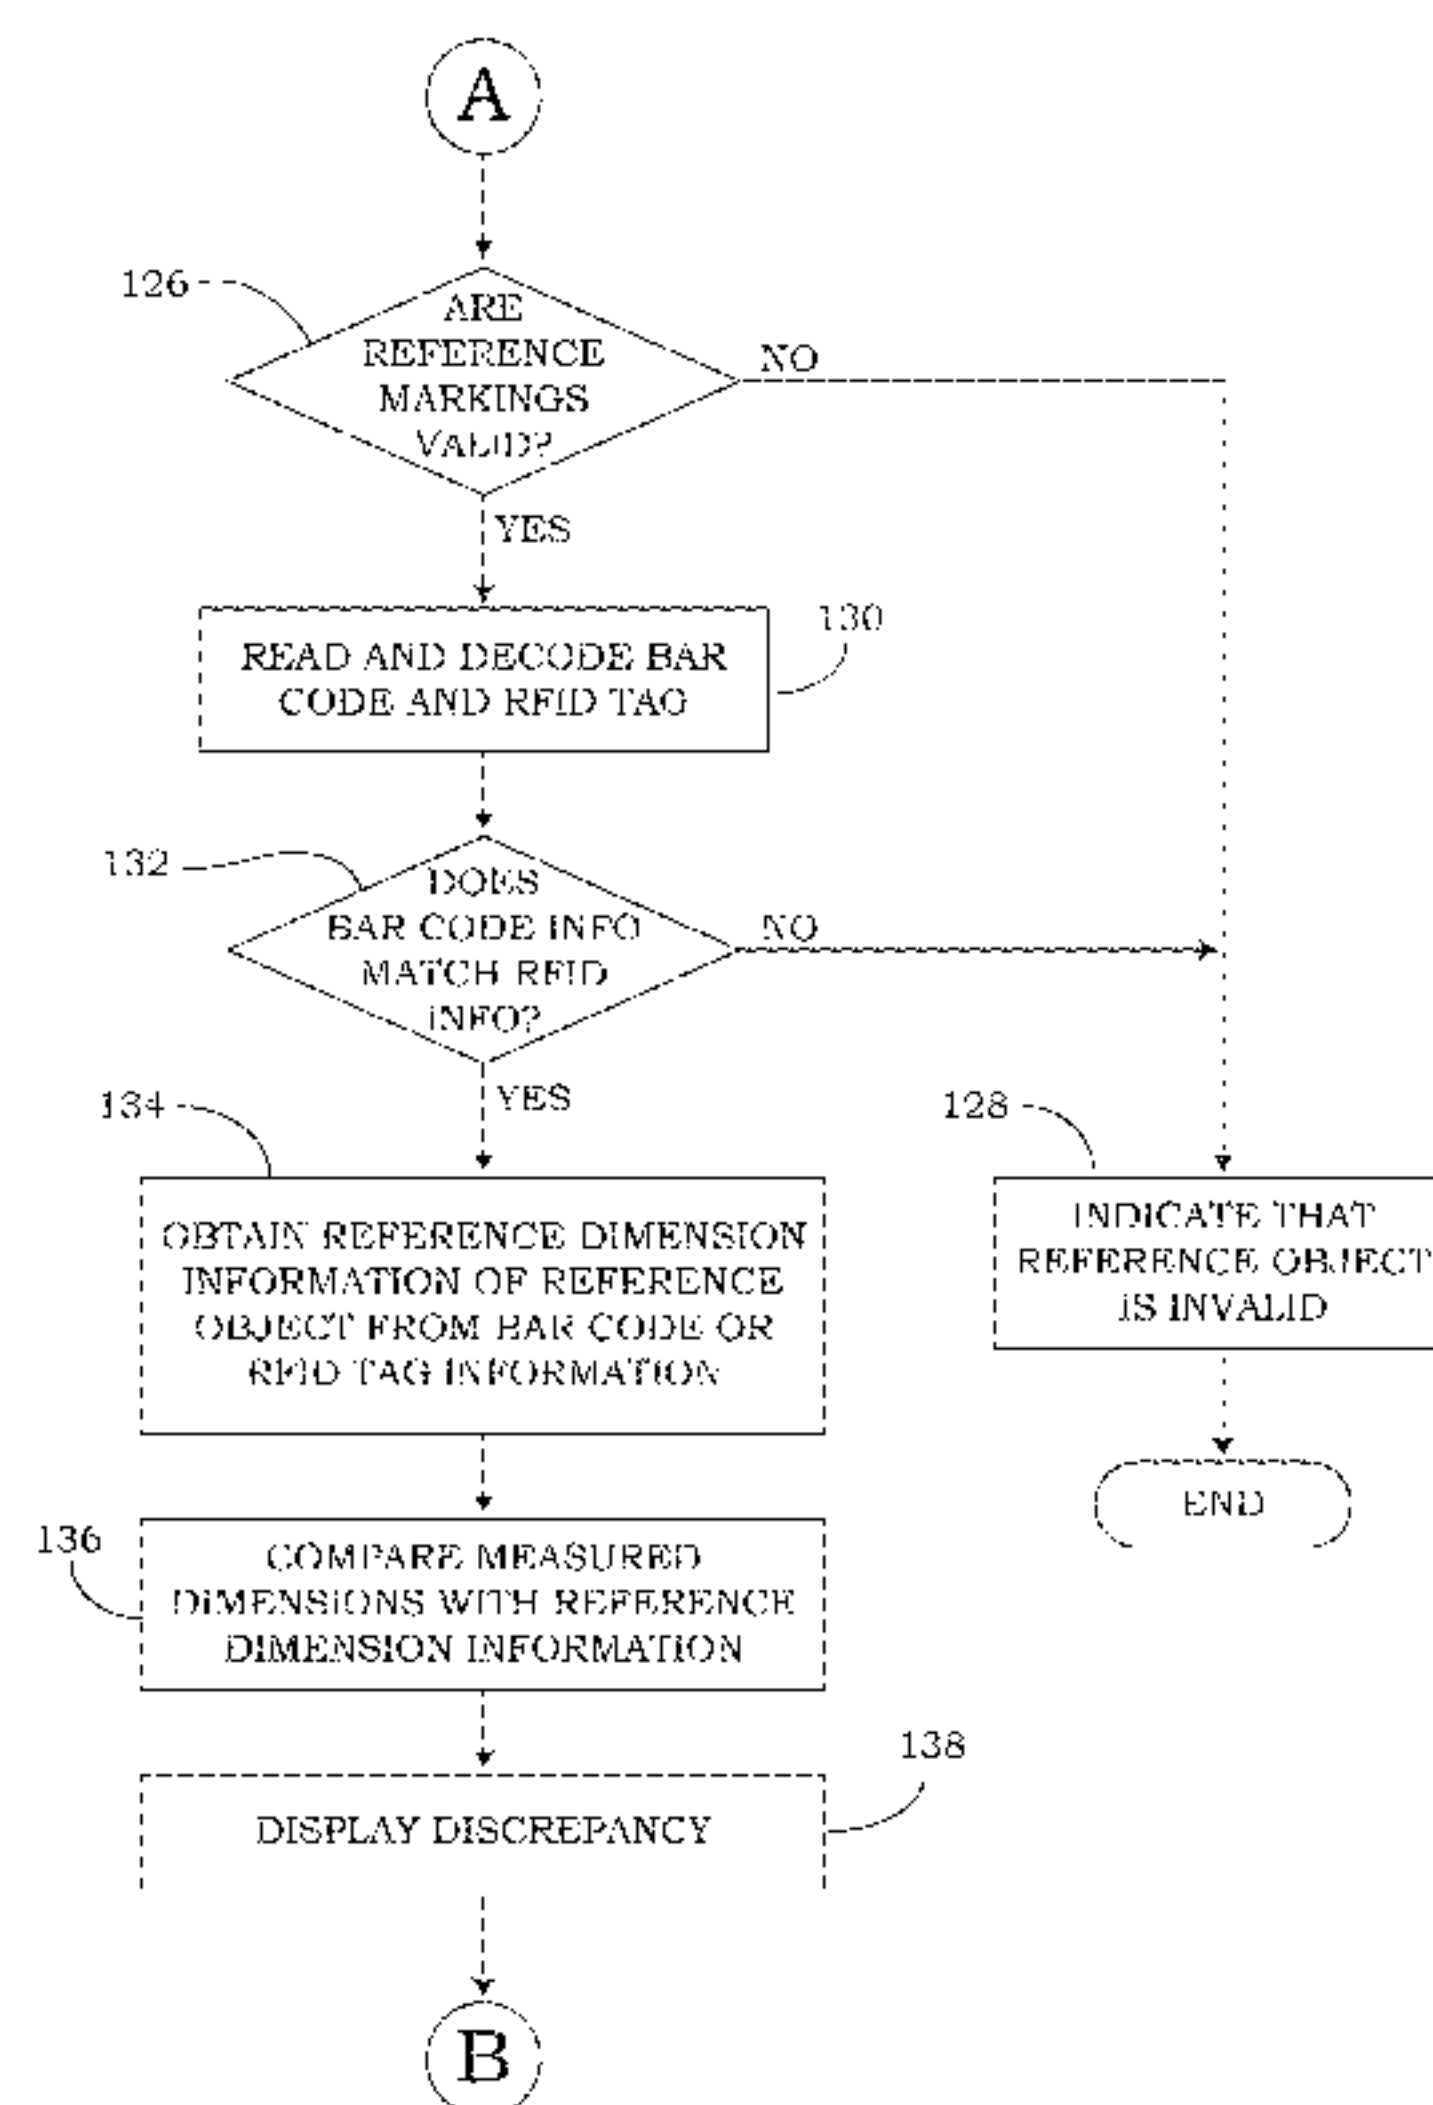 A
126
ARE
REFERENCE
MARKINGS
VALID?
NO
YES
130
READ AND DECODE BAR
CODE AND RFID TAG
132
DOES
BAR CODE INFO
MATCH RFID
INFO?
NO
YES
134
128
OBTAIN REFERENCE DIMENSION
INFORMATION OF REFERENCE
OBJECT FROM BAR CODE OR
RFID TAG INFORMATION
INDICATE THAT
REFERENCE OBJECT
IS INVALID
END
136
COMPARE MEASURED
DIMENSIONS WITH REFERENCE
DIMENSION INFORMATION
138
DISPLAY DISCREPANCY
B